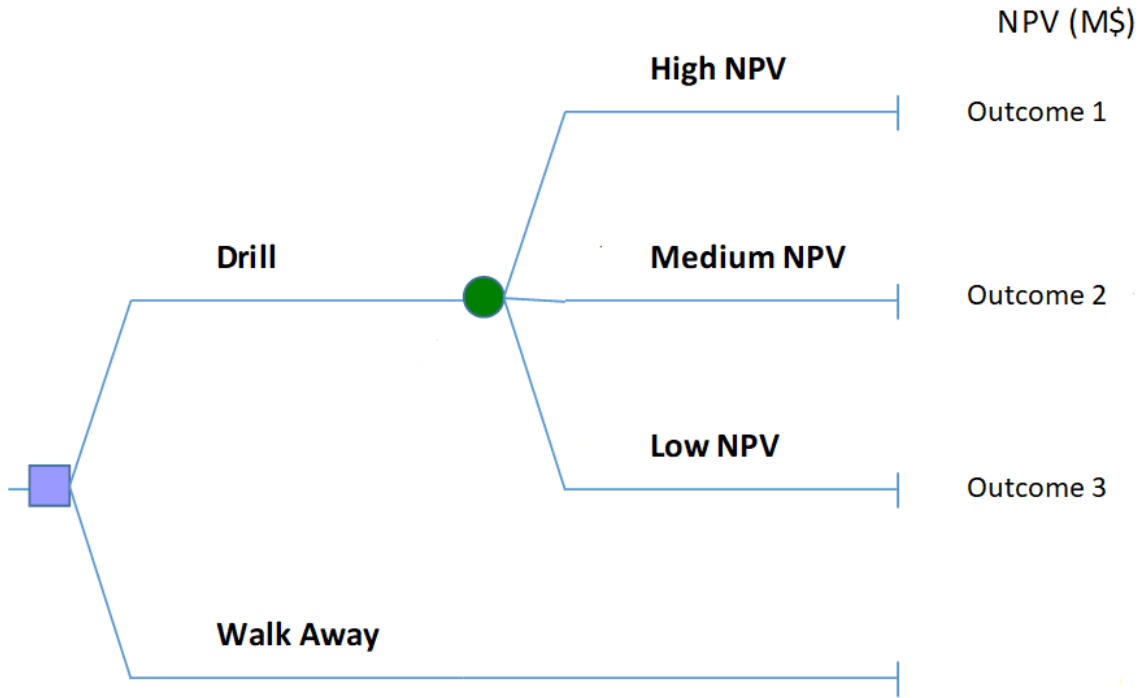 NPV (M$)
High NPV
Outcome 1
Drill
Medium NPV
Outcome 2
Low NPV
Outcome 3
Walk Away